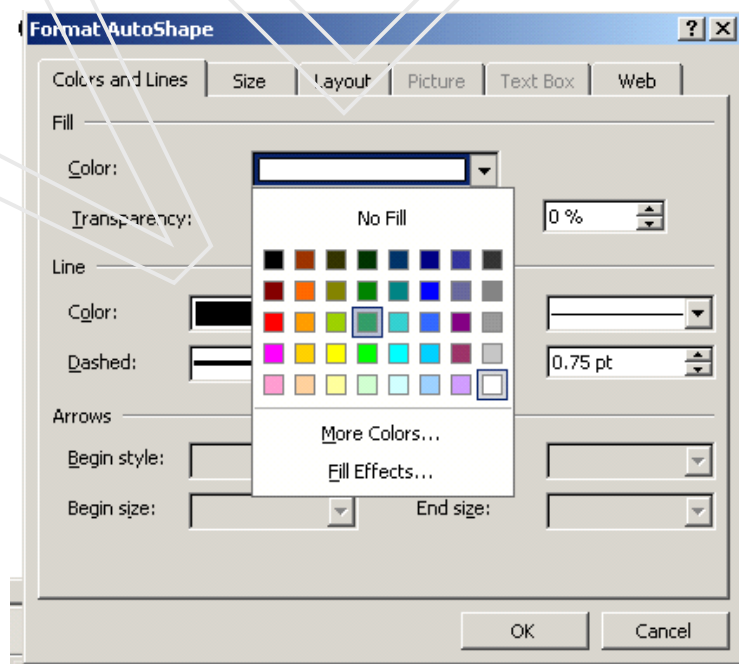 Format AutoShape
Colors and Lines Size Layout Picture Text Box Web
Fill
Color:
Transparency: 0 %
No Fill
Line
Color:
Dashed: 0.75 pt
Arrows
More Colors...
Begin style:
Fill Effects...
Begin size: End size:
OK Cancel